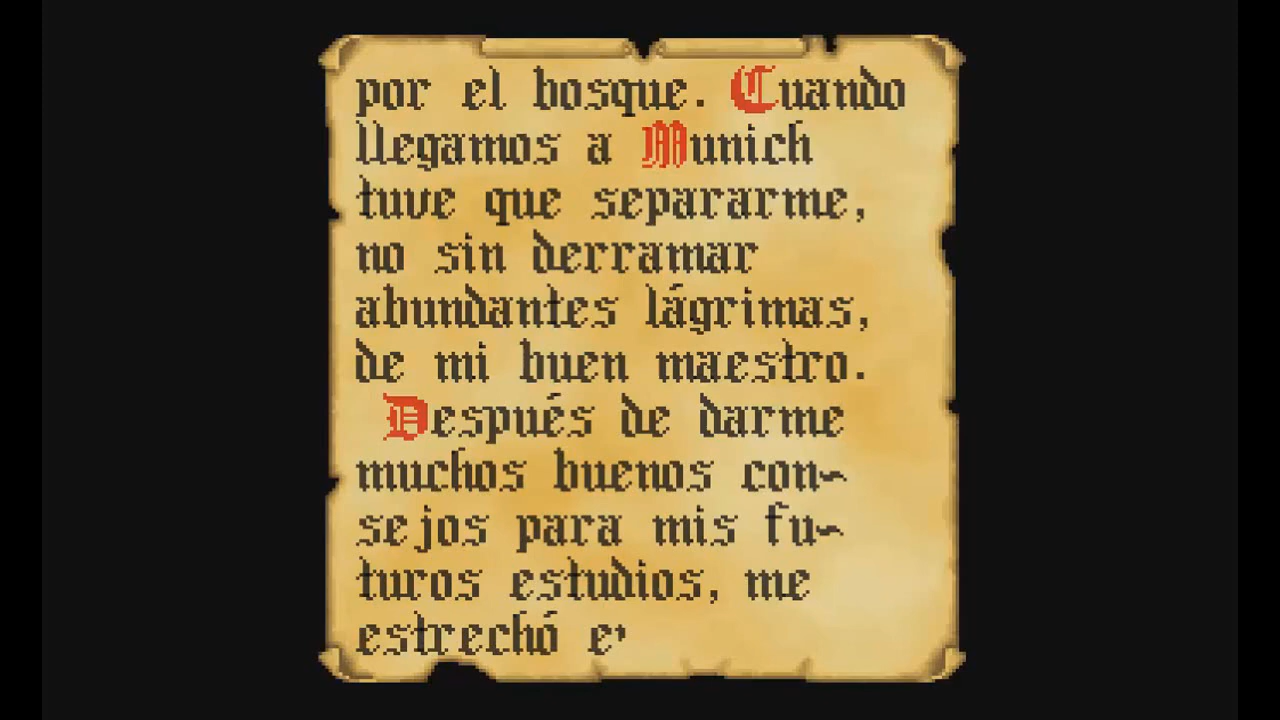 por el bosque. Cuando
llegamos a Munich
tuve que separarme,
no sin derramar
abundantes lágrimas,
de mi buen maestro.
Después de darme
muchos buenos con~
sejos para mis fu~
turos estudios, me
estrechó e